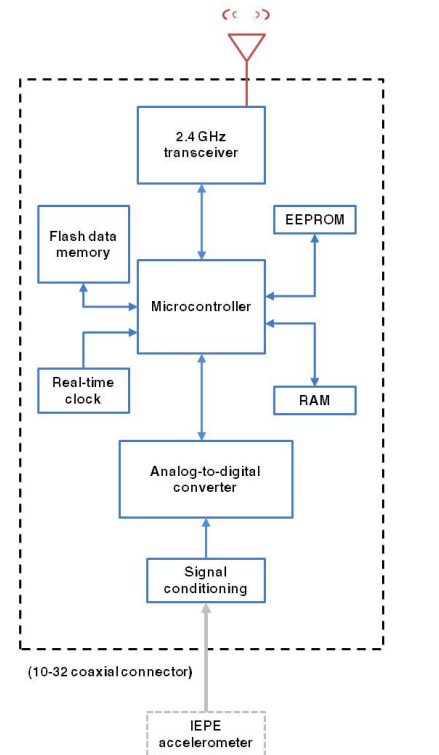 2.4 GHz
transceiver
Flash data
memory
EEPROM
Microcontroller
Real-time
clock
RAM
Analog-to-digital
converter
Signal
conditioning
(10-32 coaxial connector)
IEPE
accelerometer